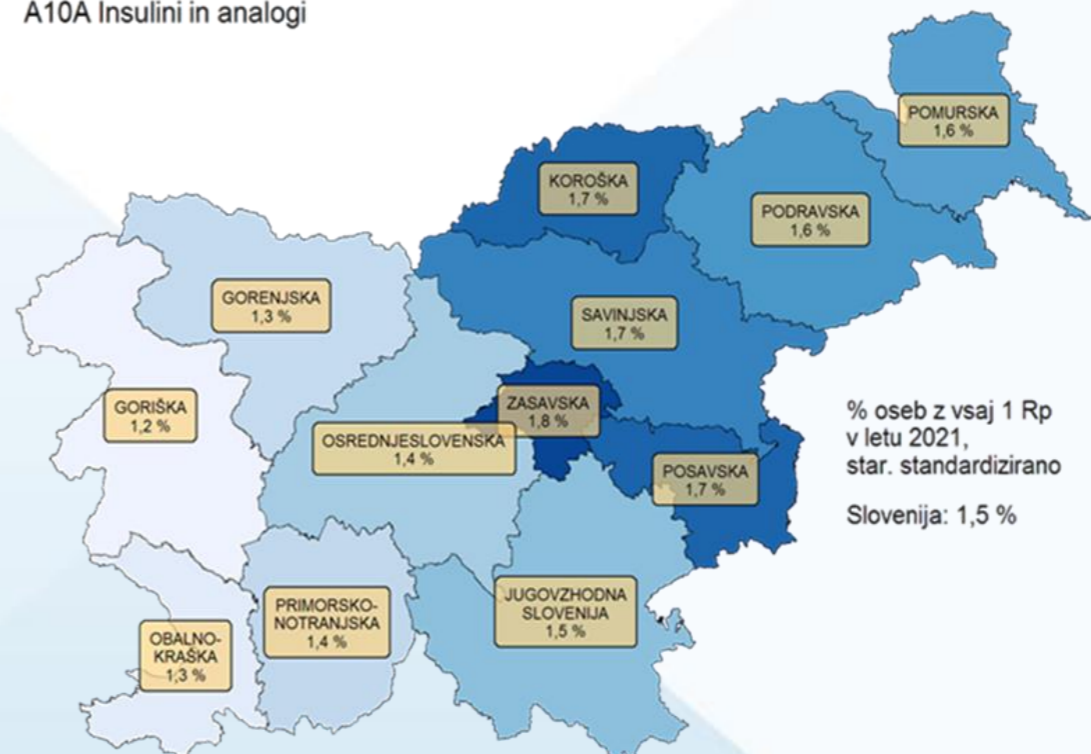 A10A Insulini in analogi
POMURSKA
1,6 %
KOROŠKA
1,7 %
PODRAVSKA
1,6 %
GORENJSKA
1,3 %
SAVINJSKA
1,7 %
GORIŠKA
1,2 %
ZASAVSKA
1,8 %
OSREDNJESLOVENSKA
1,4 %
POSAVSKA
1,7 %
% oseb z vsaj 1 Rp
v letu 2021,
star. standardizirano
Slovenija: 1,5 %
PRIMORSKO-
NOTRANJSKA
1,4 %
JUGOVZHODNA
SLOVENIJA
1,5 %
OBALNO-
KRAŠKA
1,3 %